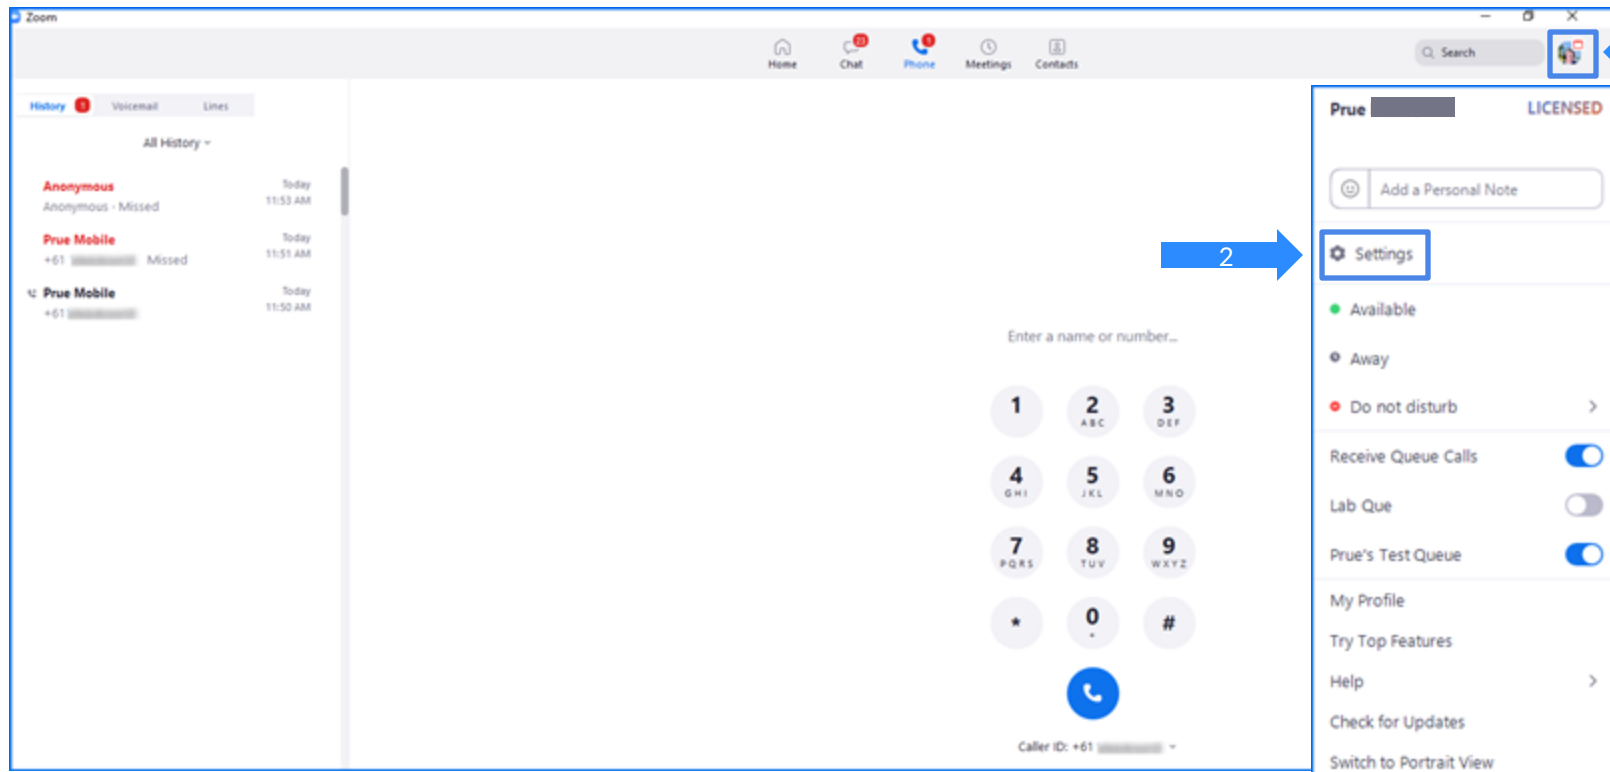 Zoom
Home
Chat
23
Phone
1
Meetings
Contacts
Search
History 1 Voicemail Lines
All History
Anonymous Today
Anonymous - Missed 11:53 AM
Prue Mobile Today
+61 Missed 11:51 AM
Prue Mobile Today
+61 11:50 AM
Enter a name or number...
1 2 3
ABC DEF
4 5 6
GHI JKL MNO
7 8 9
PQRS TUV WXYZ
* 0 #
+
Caller ID: +61
Prue LICENSED
Add a Personal Note
2
Settings
Available
Away
Do not disturb
Receive Queue Calls
Lab Que
Prue's Test Queue
My Profile
Try Top Features
Help
Check for Updates
Switch to Portrait View